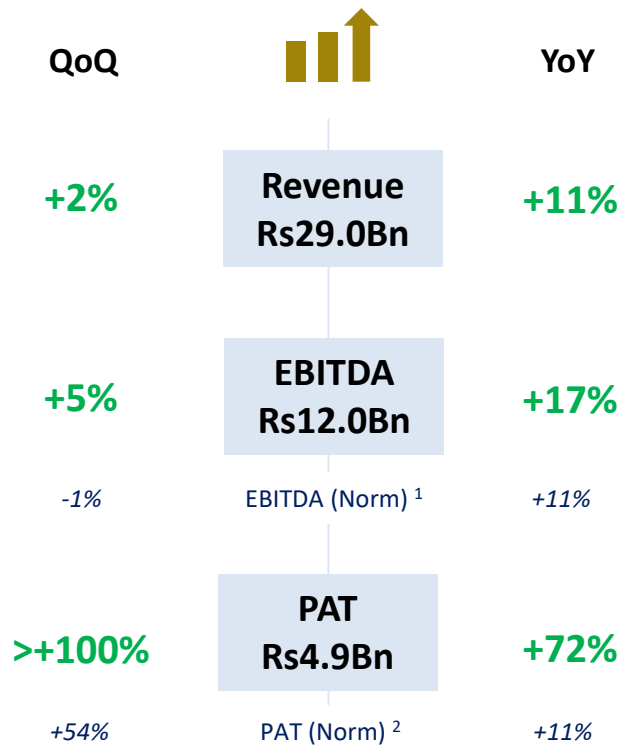 QoQ YoY
+2% Revenue +11%
Rs29.0Bn
+5% EBITDA +17%
Rs12.0Bn
-1% EBITDA (Norm) 1 +11%
>+100% PAT +72%
Rs4.9Bn
+54% PAT (Norm) 2 +11%